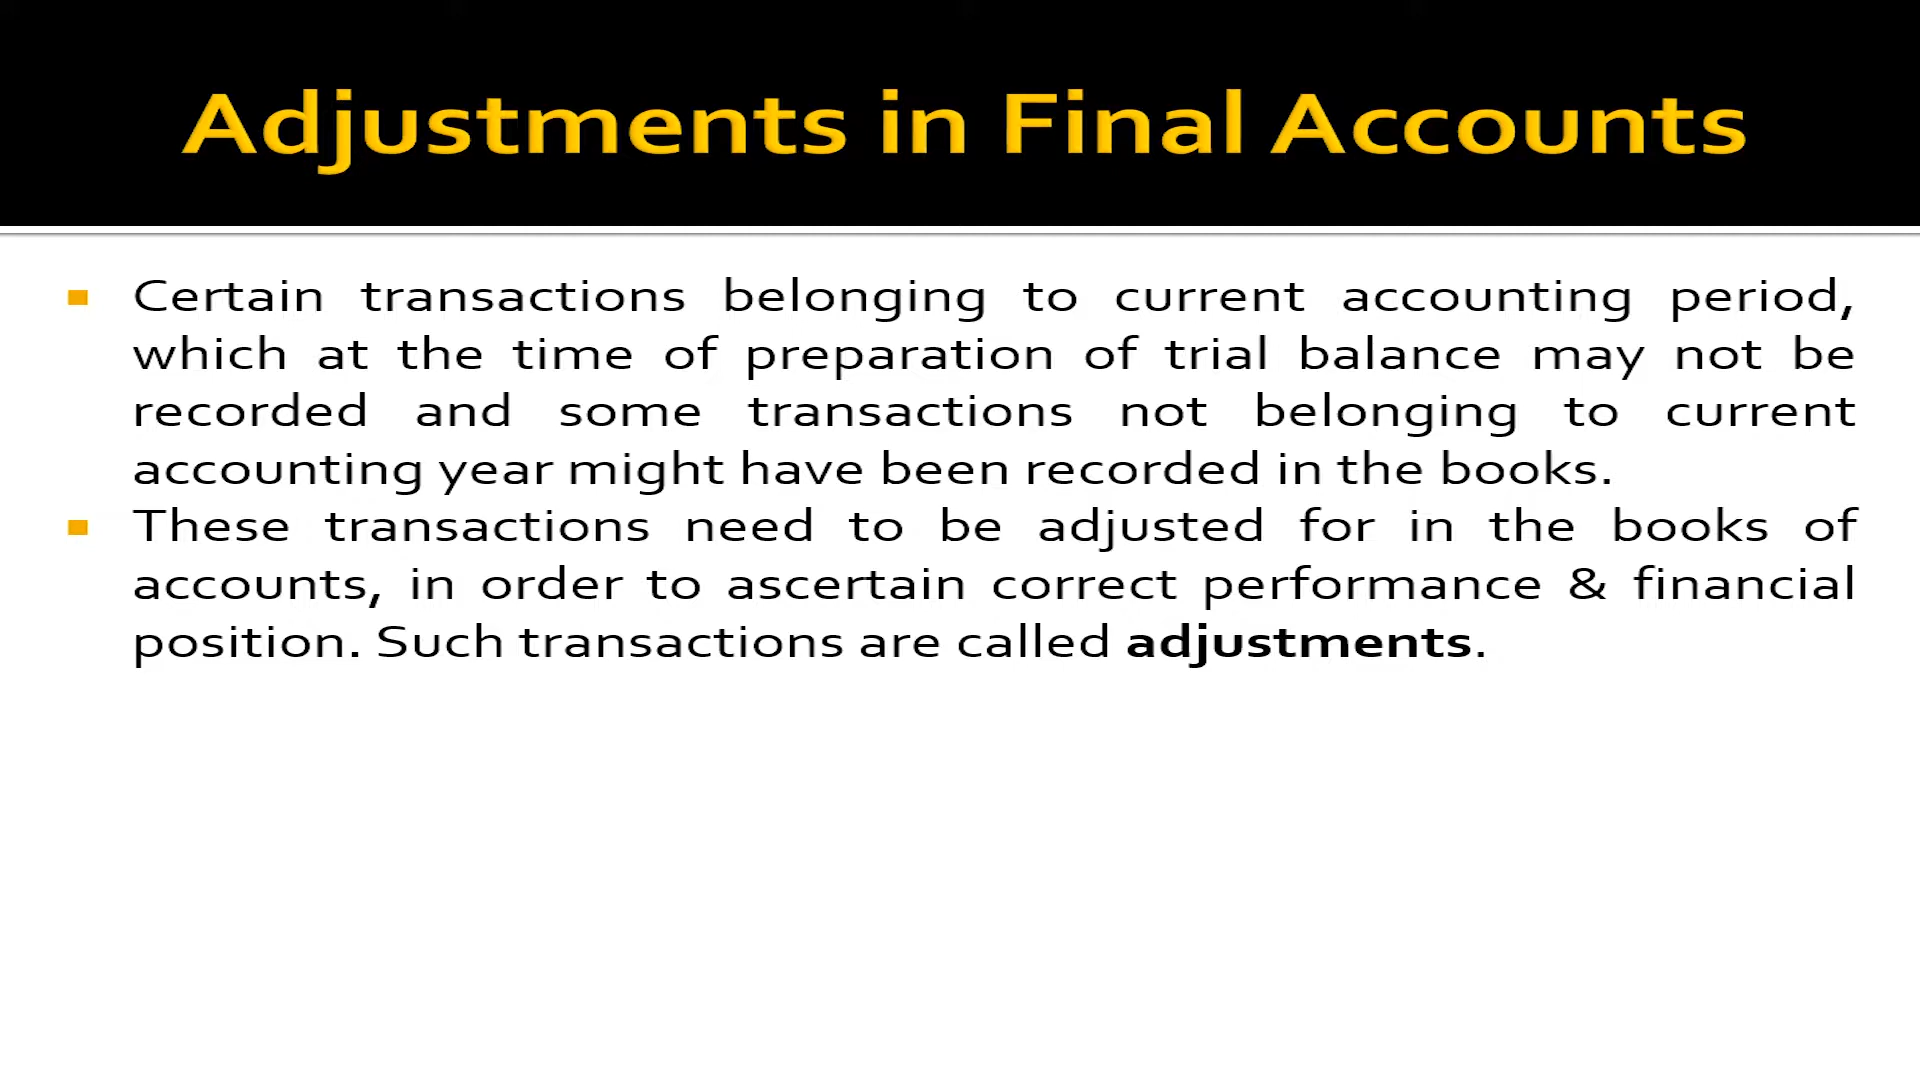 Adjustments in Final Accounts
Certain transactions belonging to current accounting period,
which at the time of preparation of trial balance may not be
recorded and some transactions not belonging to current
accounting year might have been recorded in the books.
These transactions need to be adjusted for in the books of
accounts, in order to ascertain correct performance & financial
position. Such transactions are called adjustments.